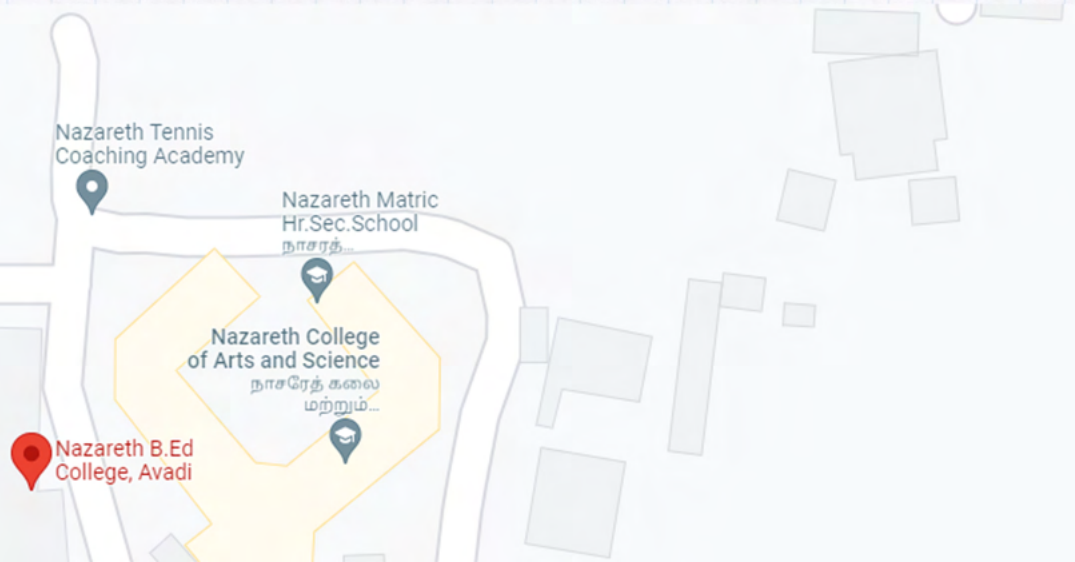 Nazareth Tennis
Coaching Academy
Nazareth Matric
Hr.Sec.School
நாசரத்...
Nazareth College
of Arts and Science
நாசரேத் கலை
மற்றும்...
Nazareth B.Ed
College, Avadi